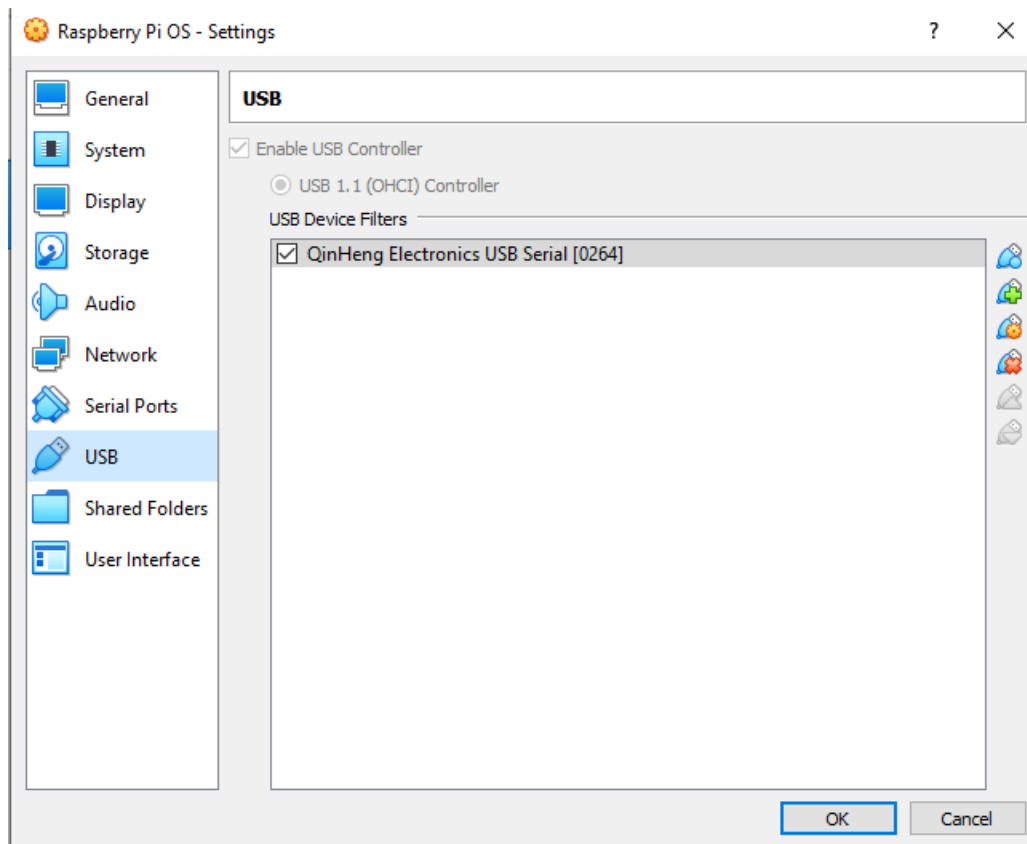 Raspberry Pi OS - Settings
?
General
System
Display
Storage
Audio
Network
Serial Ports
USB
Shared Folders
User Interface
USB
Enable USB Controller
USB 1.1 (OHCI) Controller
USB Device Filters
QinHeng Electronics USB Serial [0264]
OK
Cancel